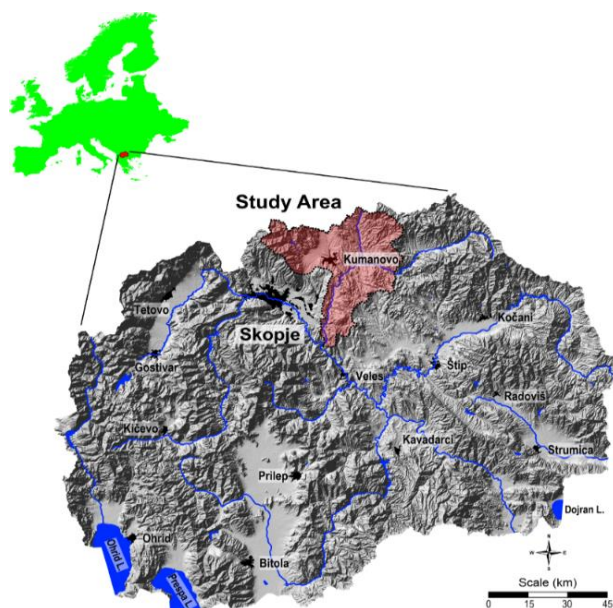 Study Area
Kumanovo
Tetovo
Skopje
Kočani
Gostivar
Veles
Štip
Radoviš
Kičevo
Kavadarci
Strumica
Prilep
Dojran L.
Ohrid
Ohrid L.
Bitola
Prespa L.
N
W E
S
Scale (km)
0 15 30 45